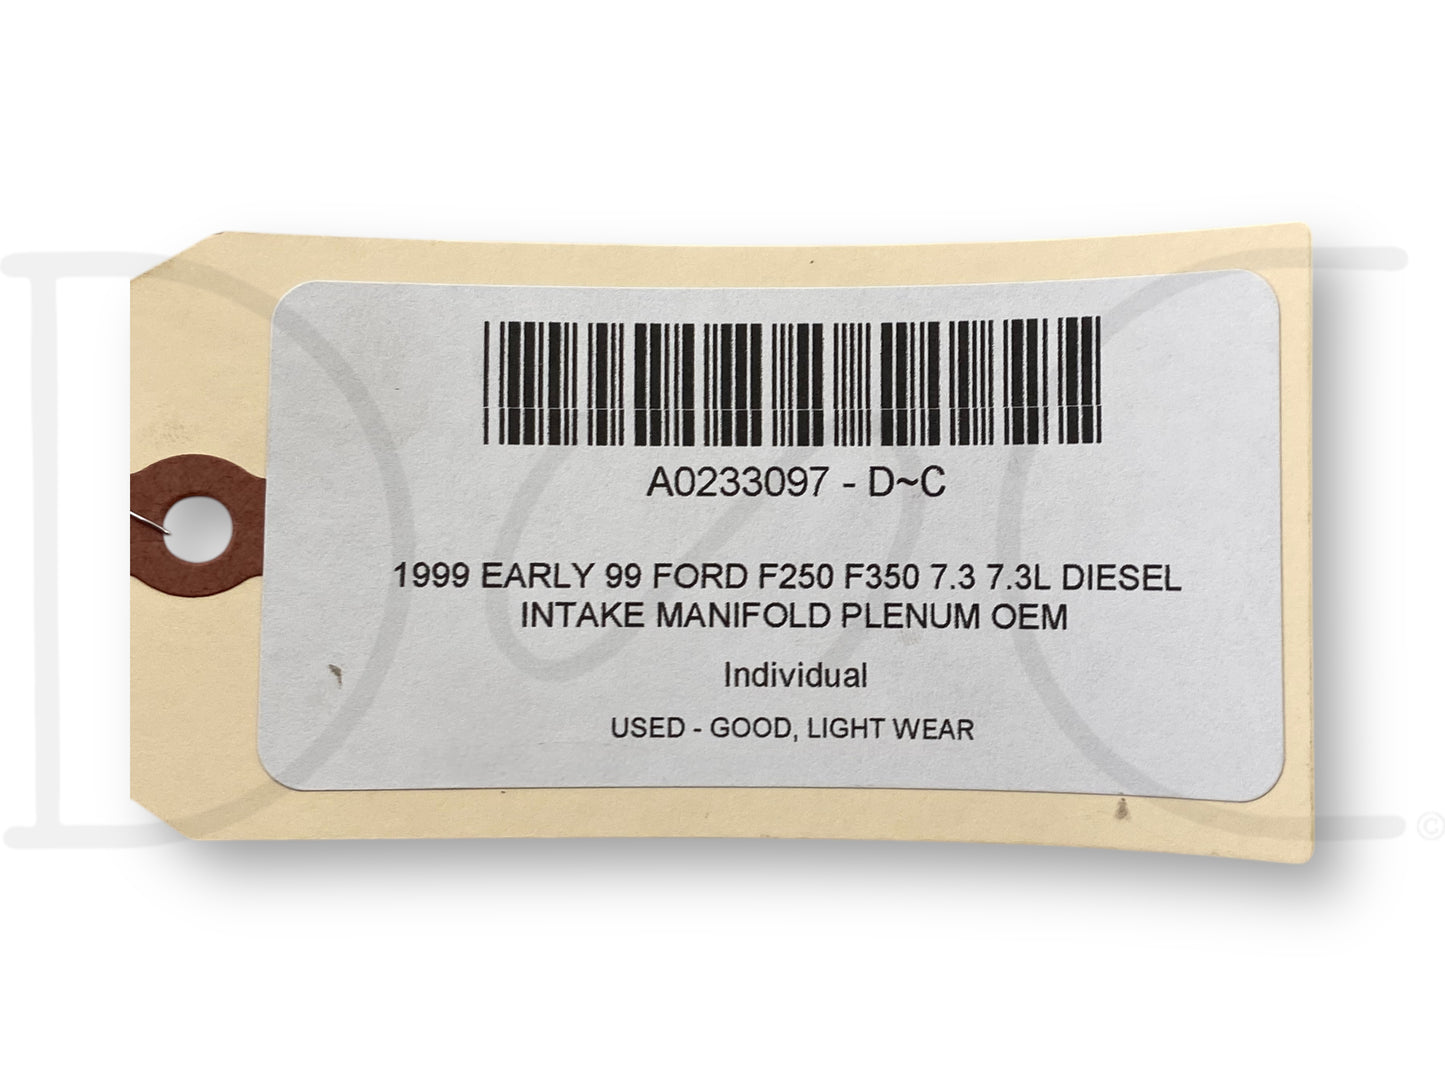 A0233097 - D~C
1999 EARLY 99 FORD F250 F350 7.3 7.3L DIESEL
INTAKE MANIFOLD PLENUM OEM
Individual
USED - GOOD, LIGHT WEAR
©